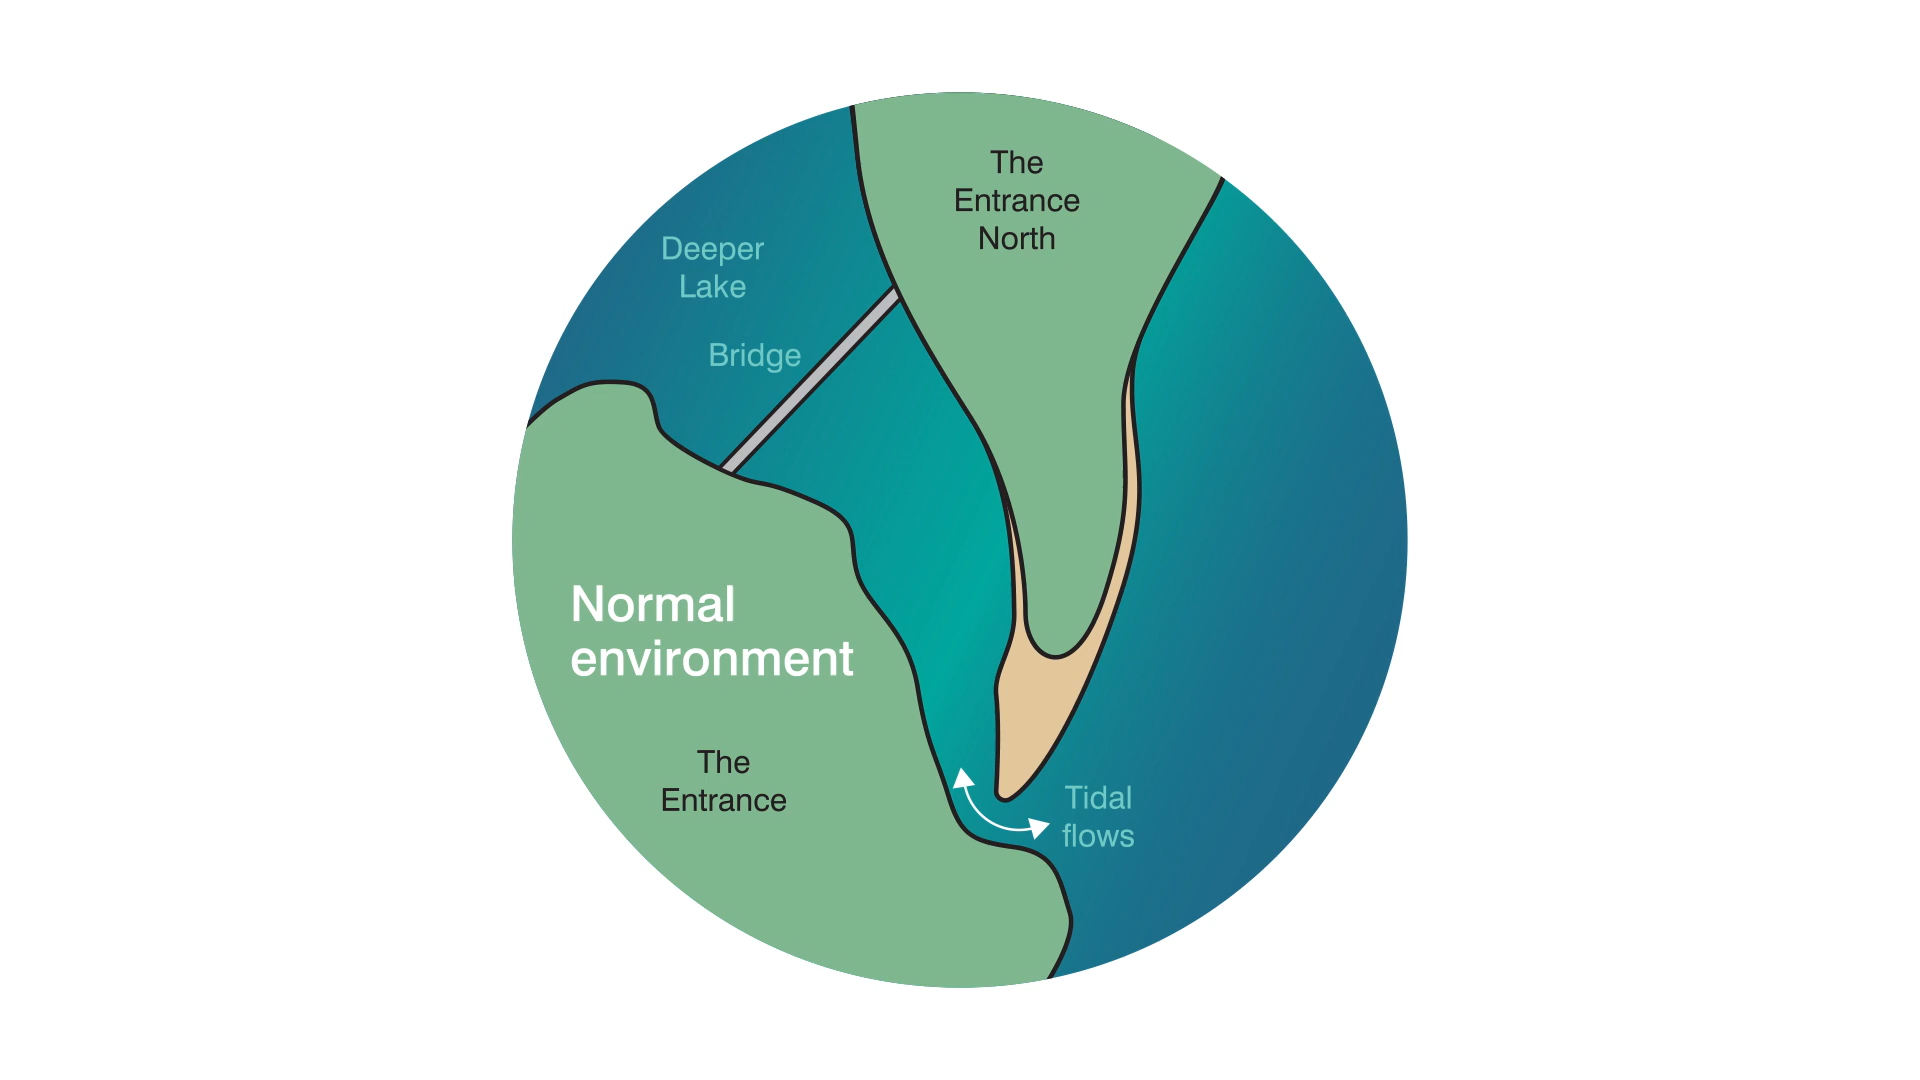 The
Entrance
North
Deeper
Lake
Bridge
Normal
environment
The
Entrance
Tidal
flows